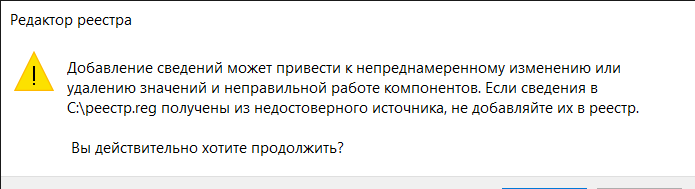 Редактор реестра
Добавление сведений может привести к непреднамеренному изменению или
удалению значений и неправильной работе компонентов. Если сведения в
C:\реестр.reg получены из недостоверного источника, не добавляйте их в реестр.
Вы действительно хотите продолжить?